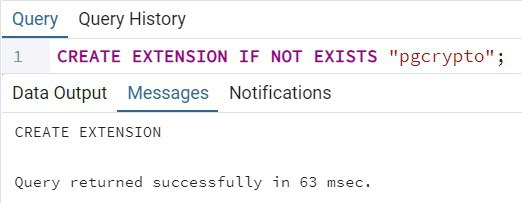 Query Query History
1 CREATE EXTENSION IF NOT EXISTS "pgcrypto";
Data Output Messages Notifications
CREATE EXTENSION
Query returned successfully in 63 msec.